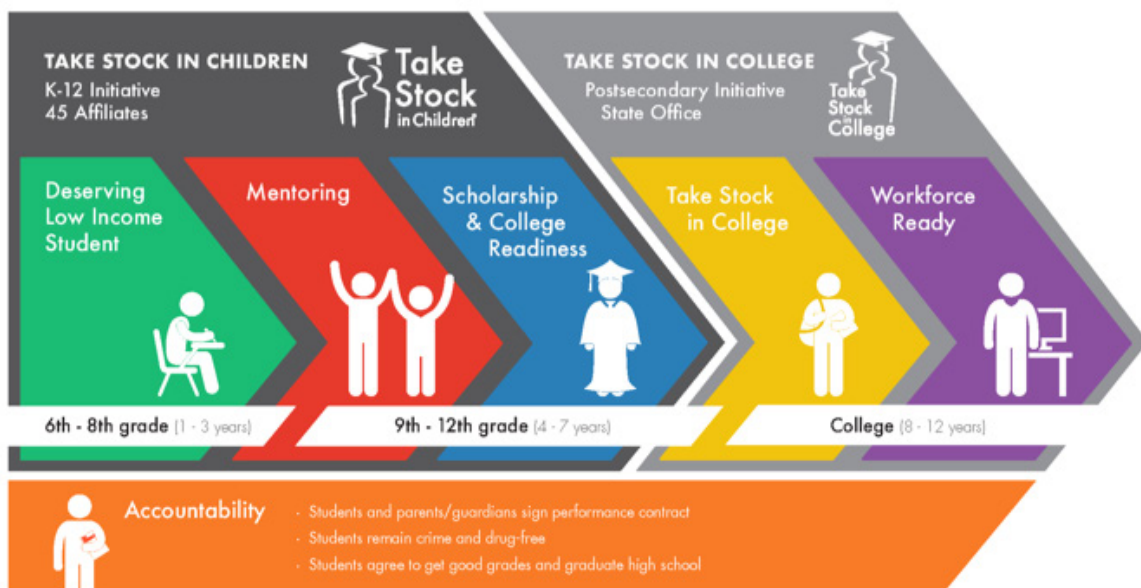 TAKE STOCK IN CHILDREN
K-12 Initiative
45 Affiliates
Take
Stock
in Children®
TAKE STOCK IN COLLEGE
Postsecondary Initiative
State Office
Take
Stock
in
College
Deserving
Low Income
Student
Mentoring
Scholarship
& College
Readiness
Take Stock
in College
Workforce
Ready
6th - 8th grade (1 - 3 years)
9th - 12th grade (4 - 7 years)
College (8 - 12 years)
Accountability
· Students and parents/guardians sign performance contract
· Students remain crime and drug-free
· Students agree to get good grades and graduate high school